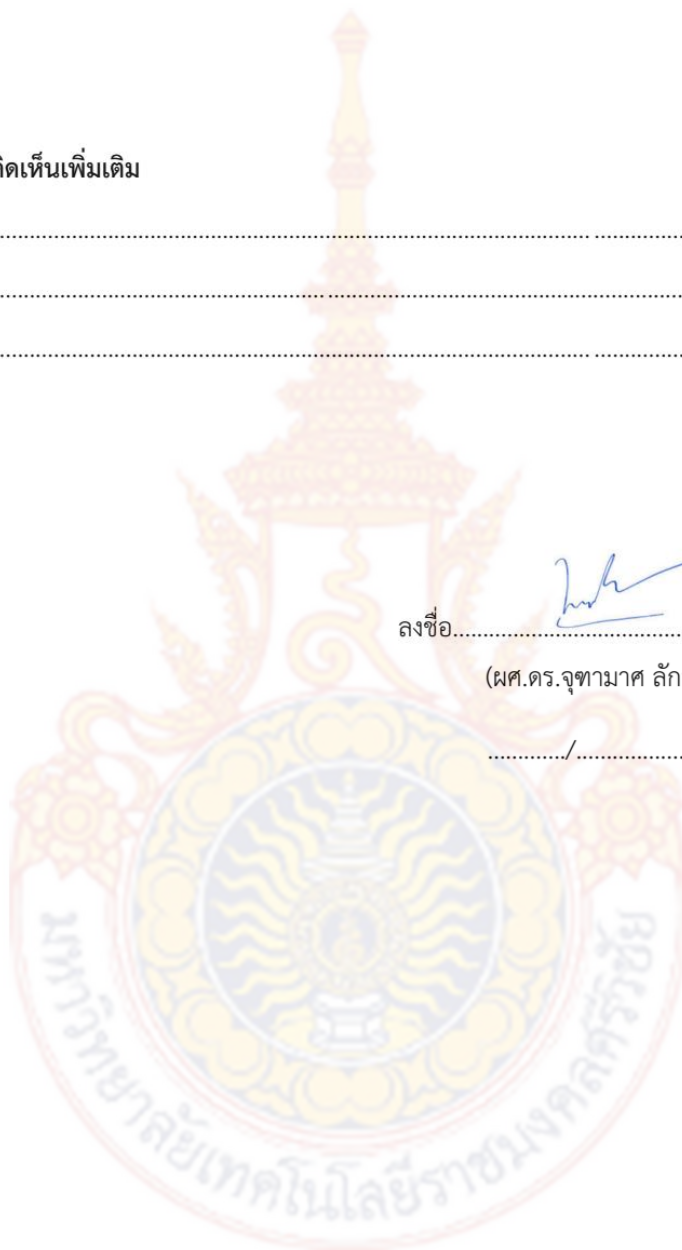 คิดเห็นเพิ่มเติม
...........................................................................................................................
...........................................................................................................................
...........................................................................................................................
ลงชื่อ.......................................
(ผศ.ดร.จุฑามาศ ลัก
............./..................
มหาวิทยาลัยเทคโนโลยีราชมงคลศรีวิชัย